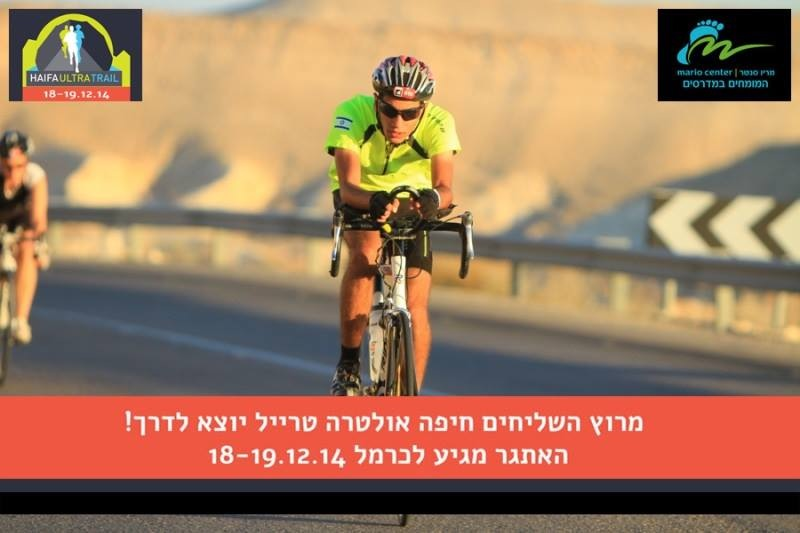 HAIFA ULTRA TRAIL
18-19.12.14
mario center | מריו סנטר
המומחים במדרסים
מרוץ השליחים חיפה אולטרה טרייל יוצא לדרך!
האתגר מגיע לכרמל 18-19.12.14